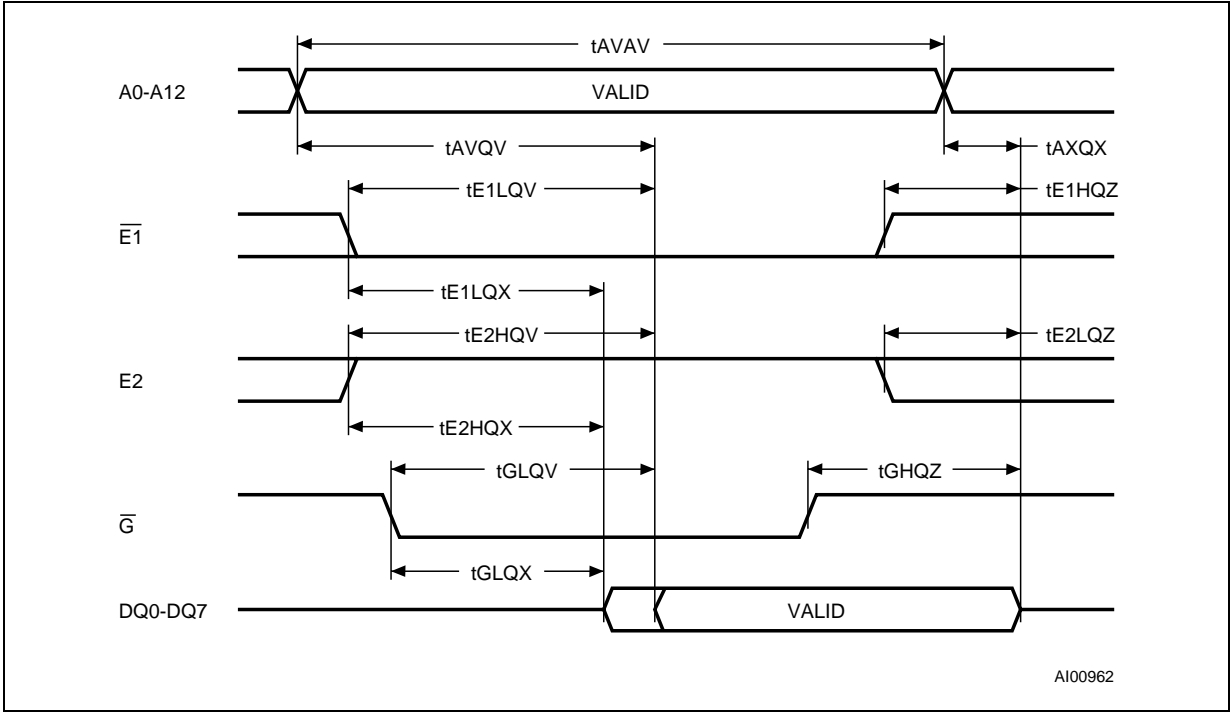 tAVAV
A0-A12
VALID
tAVQV
tAXQX
tE1LQV
tE1HQZ
E1
tE1LQX
tE2HQV
tE2LQZ
E2
tE2HQX
tGLQV
tGHQZ
G
tGLQX
DQ0-DQ7
VALID
AI00962